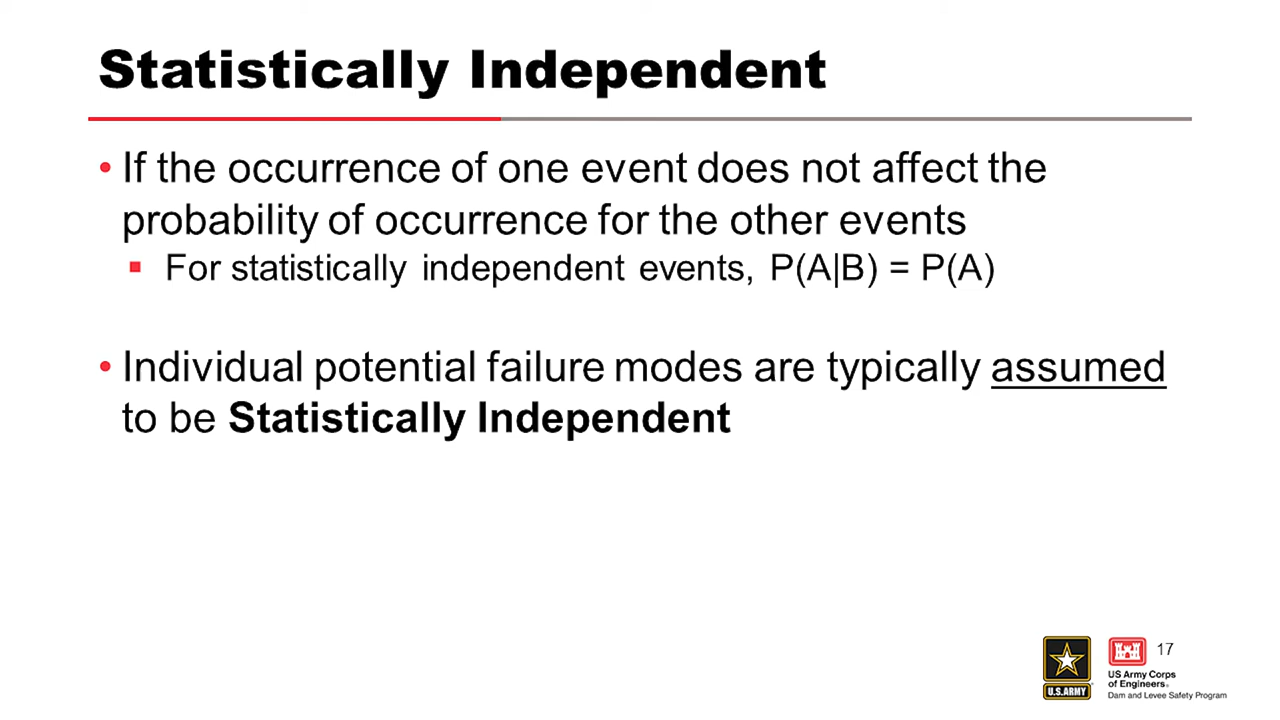 Statistically Independent
• If the occurrence of one event does not affect the
probability of occurrence for the other events
▪ For statistically independent events, P(A|B) = P(A)
• Individual potential failure modes are typically assumed
to be Statistically Independent
17
U.S.ARMY
US Army Corps
of Engineers®
Dam and Levee Safety Program